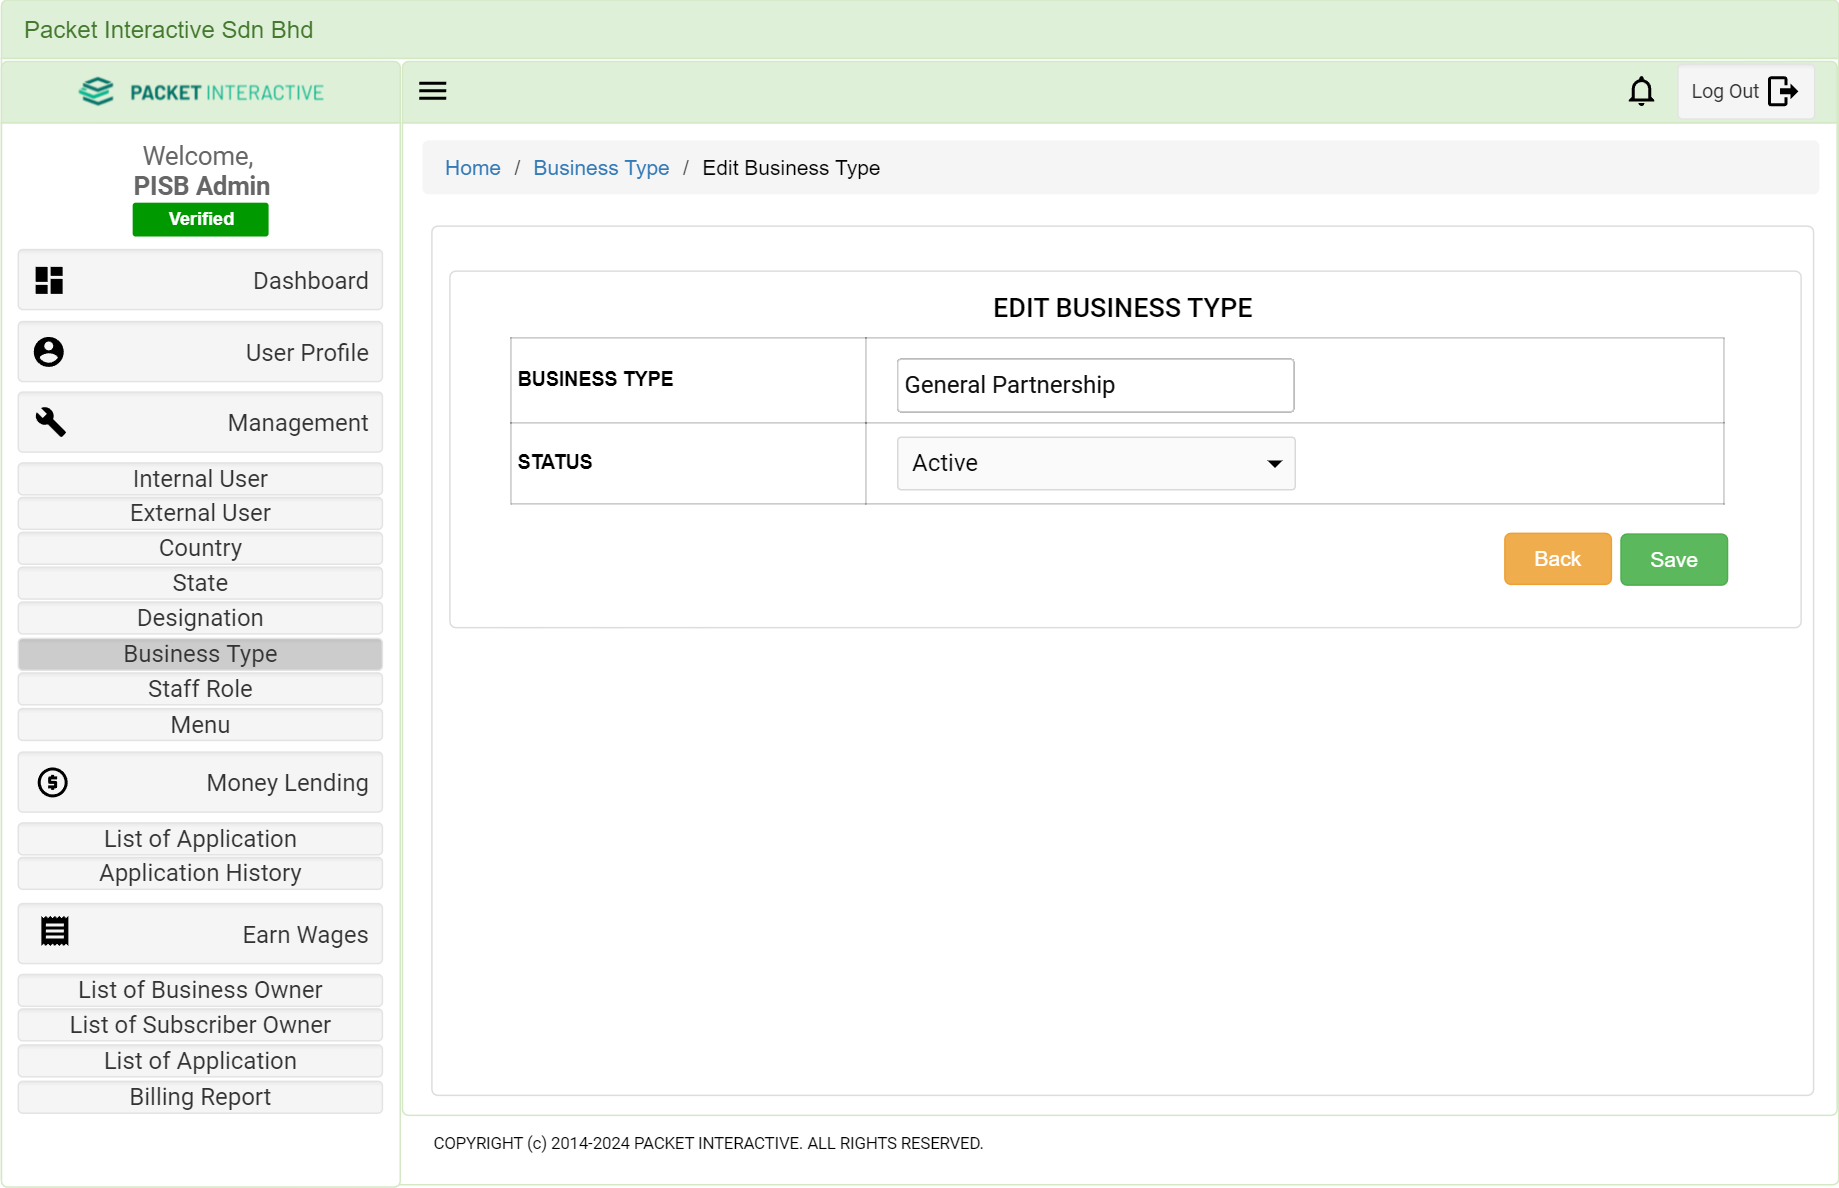 Packet Interactive Sdn Bhd
PACKET INTERACTIVE
Log Out
Welcome,
PISB Admin
Verified
Dashboard
User Profile
Management
Internal User
External User
Country
State
Designation
Business Type
Staff Role
Menu
Money Lending
List of Application
Application History
Earn Wages
List of Business Owner
List of Subscriber Owner
List of Application
Billing Report
Home / Business Type / Edit Business Type
EDIT BUSINESS TYPE
BUSINESS TYPE General Partnership
STATUS Active
Back Save
COPYRIGHT (c) 2014-2024 PACKET INTERACTIVE. ALL RIGHTS RESERVED.